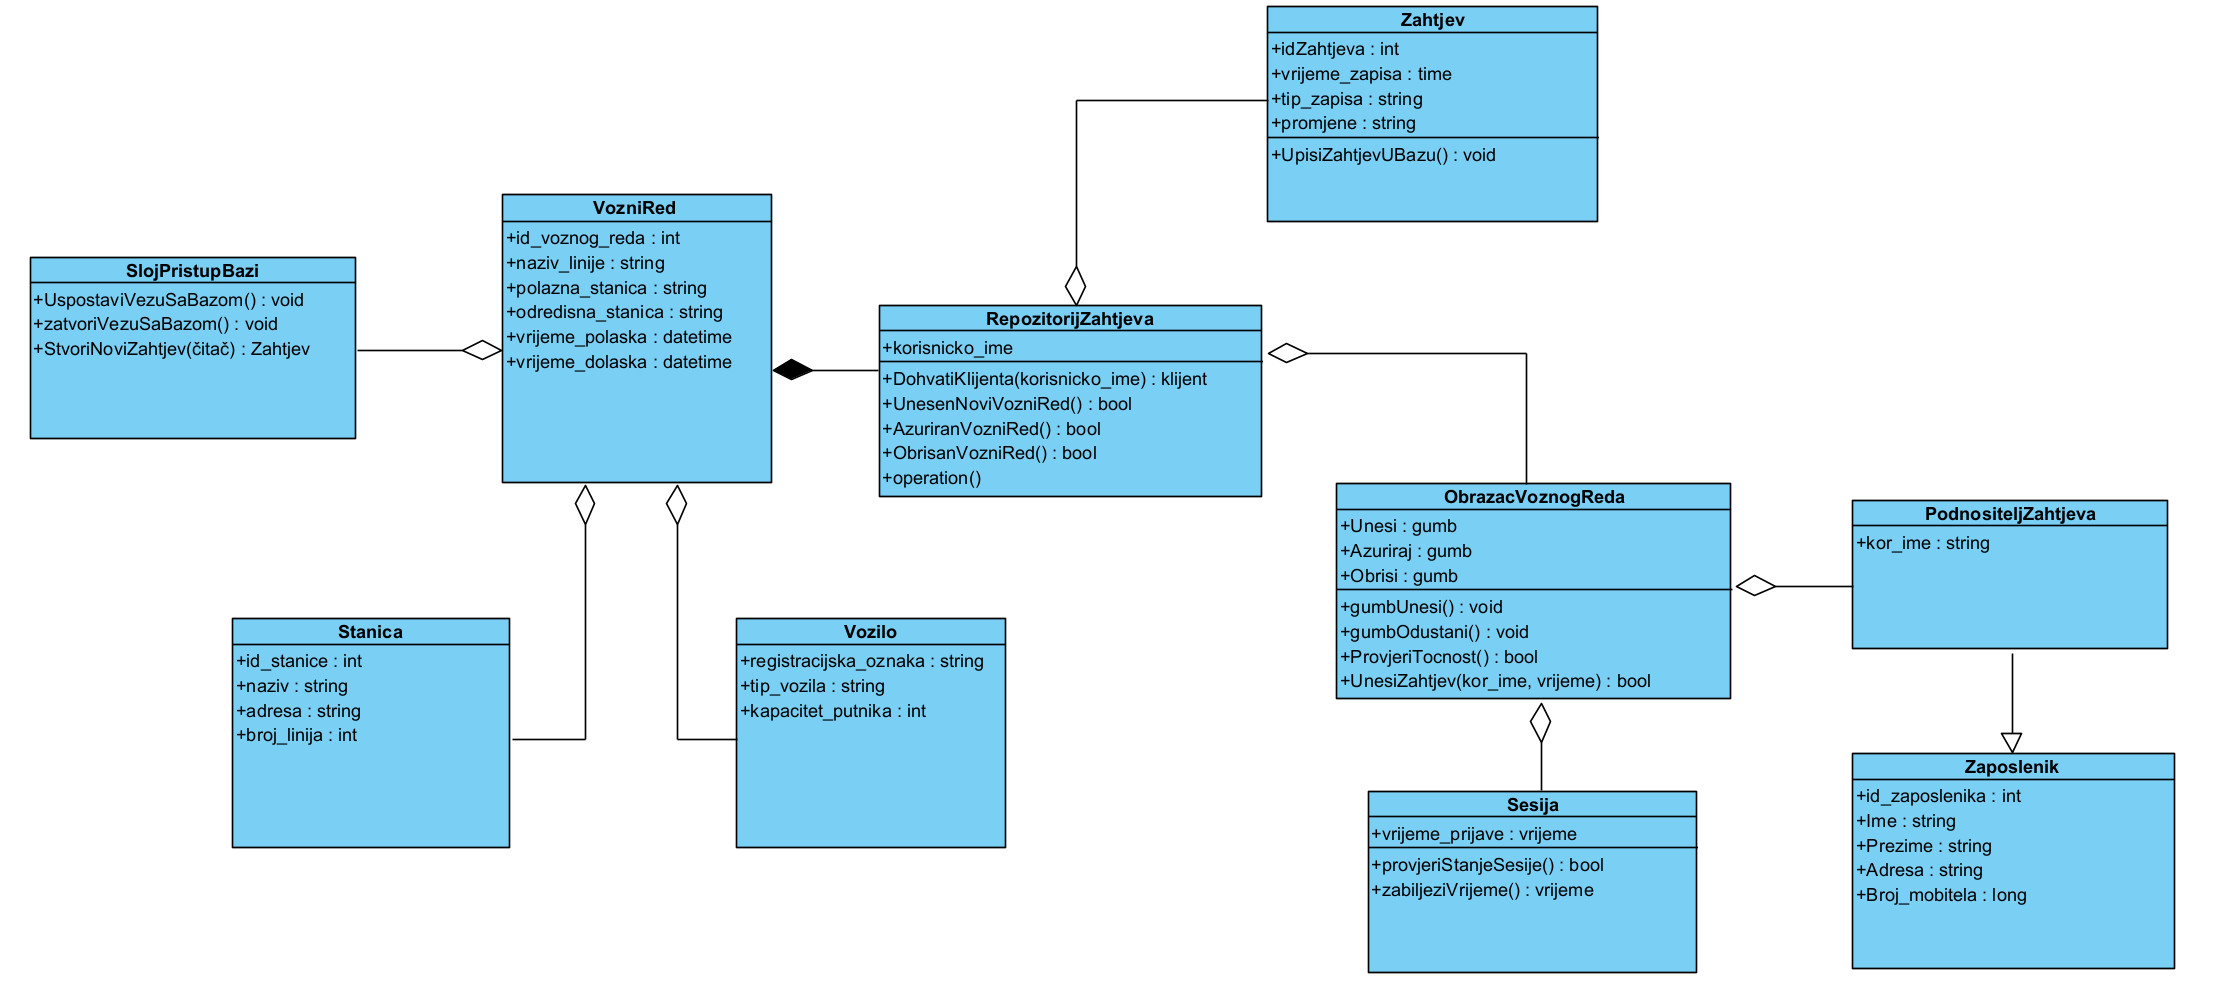 Zahtjev
+idZahtjeva : int
+vrijeme_zapisa : time
+tip_zapisa : string
+promjene : string
+UpisiZahtjevUBazu() : void
VozniRed
+id_voznog_reda : int
+naziv_linije : string
+polazna_stanica : string
+odredisna_stanica : string
+vrijeme_polaska : datetime
+vrijeme_dolaska : datetime
SlojPristupBazi
+UspostaviVezuSaBazom() : void
+zatvoriVezuSaBazom() : void
+StvoriNoviZahtjev(čitač) : Zahtjev
RepozitorijZahtjeva
+korisnicko_ime
+DohvatiKlijenta(korisnicko_ime) : klijent
+UnesenNoviVozniRed() : bool
+AzuriranVozniRed() : bool
+ObrisanVozniRed() : bool
+operation()
ObrazacVoznogReda
+Unesi : gumb
+Azuriraj : gumb
+Obrisi : gumb
+gumbUnesi() : void
+gumbOdustani() : void
+ProvjeriTocnost() : bool
+UnesiZahtjev(kor_ime, vrijeme) : bool
PodnositeljZahtjeva
+kor_ime : string
Stanica
+id_stanice : int
+naziv : string
+adresa : string
+broj_linija : int
Vozilo
+registracijska_oznaka : string
+tip_vozila : string
+kapacitet_putnika : int
Sesija
+vrijeme_prijave : vrijeme
+provjeriStanjeSesije() : bool
+zabiljeziVrijeme() : vrijeme
Zaposlenik
+id_zaposlenika : int
+Ime : string
+Prezime : string
+Adresa : string
+Broj_mobitela : long